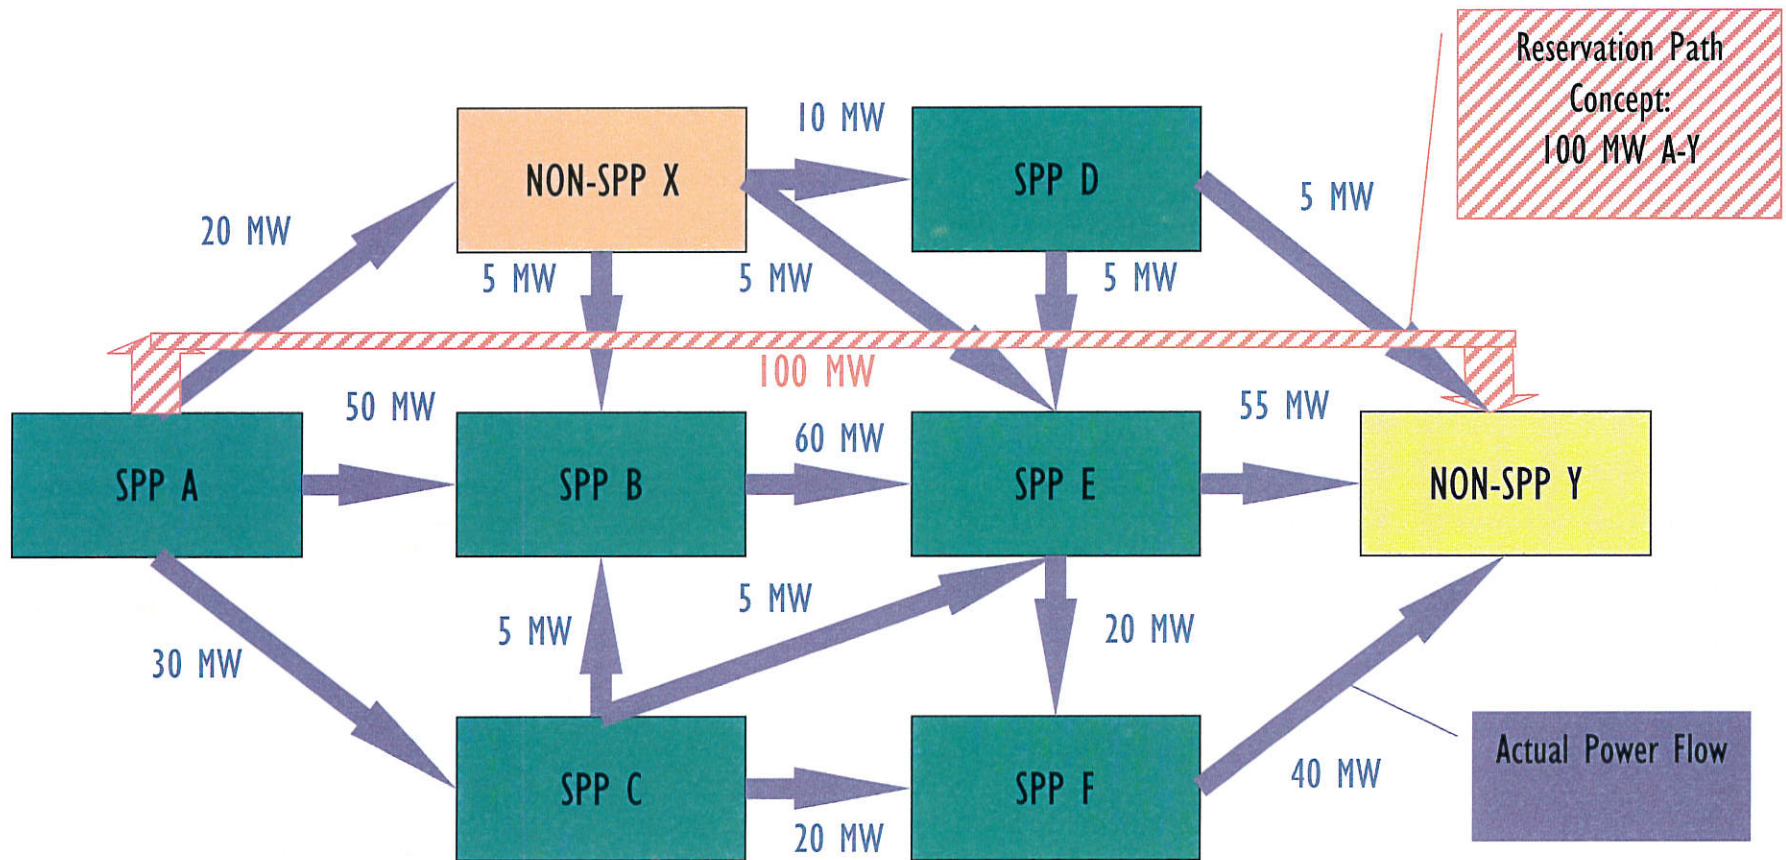 Reservation Path
Concept:
100 MW A-Y
10 MW
NON-SPP X
SPP D
5 MW
20 MW
5 MW
5 MW
5 MW
100 MW
50 MW
60 MW
55 MW
SPP A
SPP B
SPP E
NON-SPP Y
5 MW
5 MW
20 MW
30 MW
SPP C
SPP F
40 MW
Actual Power Flow
20 MW